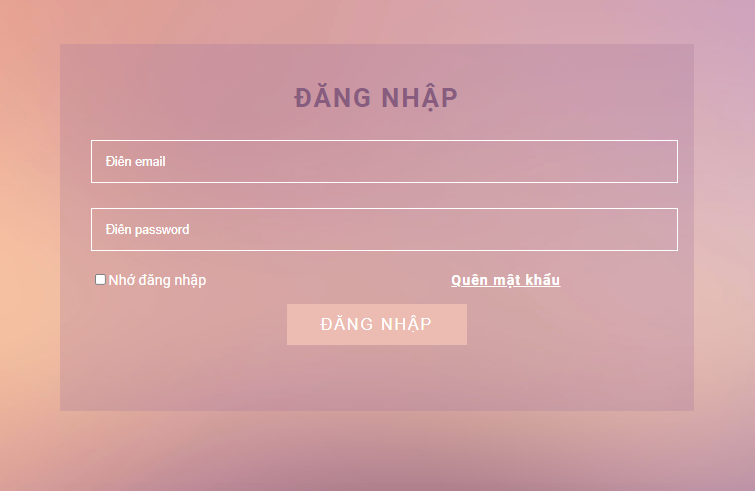 ĐĂNG NHẬP
Điền email
Điền password
Nhớ đăng nhập
Quên mật khẩu
ĐĂNG NHẬP